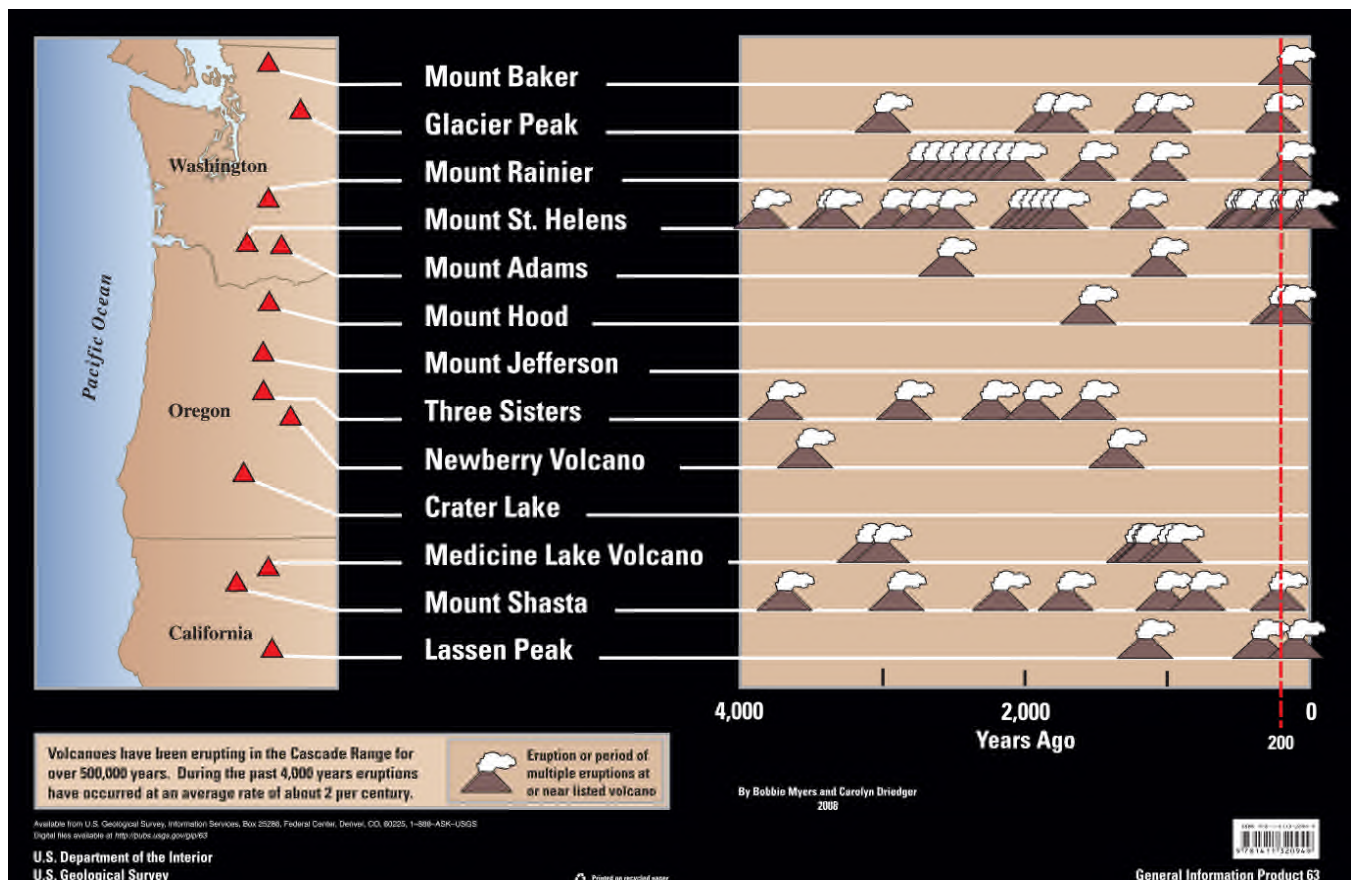 Mount Baker
Glacier Peak
Washington
Mount Rainier
Mount St. Helens
Mount Adams
Mount Hood
Pacific Ocean
Mount Jefferson
Oregon
Three Sisters
Newberry Volcano
Crater Lake
Medicine Lake Volcano
Mount Shasta
California
Lassen Peak
4,000
2,000
0
Years Ago
200
Volcanoes have been erupting in the Cascade Range for
over 500,000 years. During the past 4,000 years eruptions
have occurred at an average rate of about 2 per century.
Eruption or period of
multiple eruptions at
or near listed volcano
By Bobbie Myers and Carolyn Driedger
2008
Available from U.S. Geological Survey, Information Services, Box 25286, Federal Center, Denver, CO, 80225, 1–888–ASK–USGS
Digital files available at http://pubs.usgs.gov/gip/63
U.S. Department of the Interior
U.S. Geological Survey
Printed on recycled paper
9 781411 320949
General Information Product 63